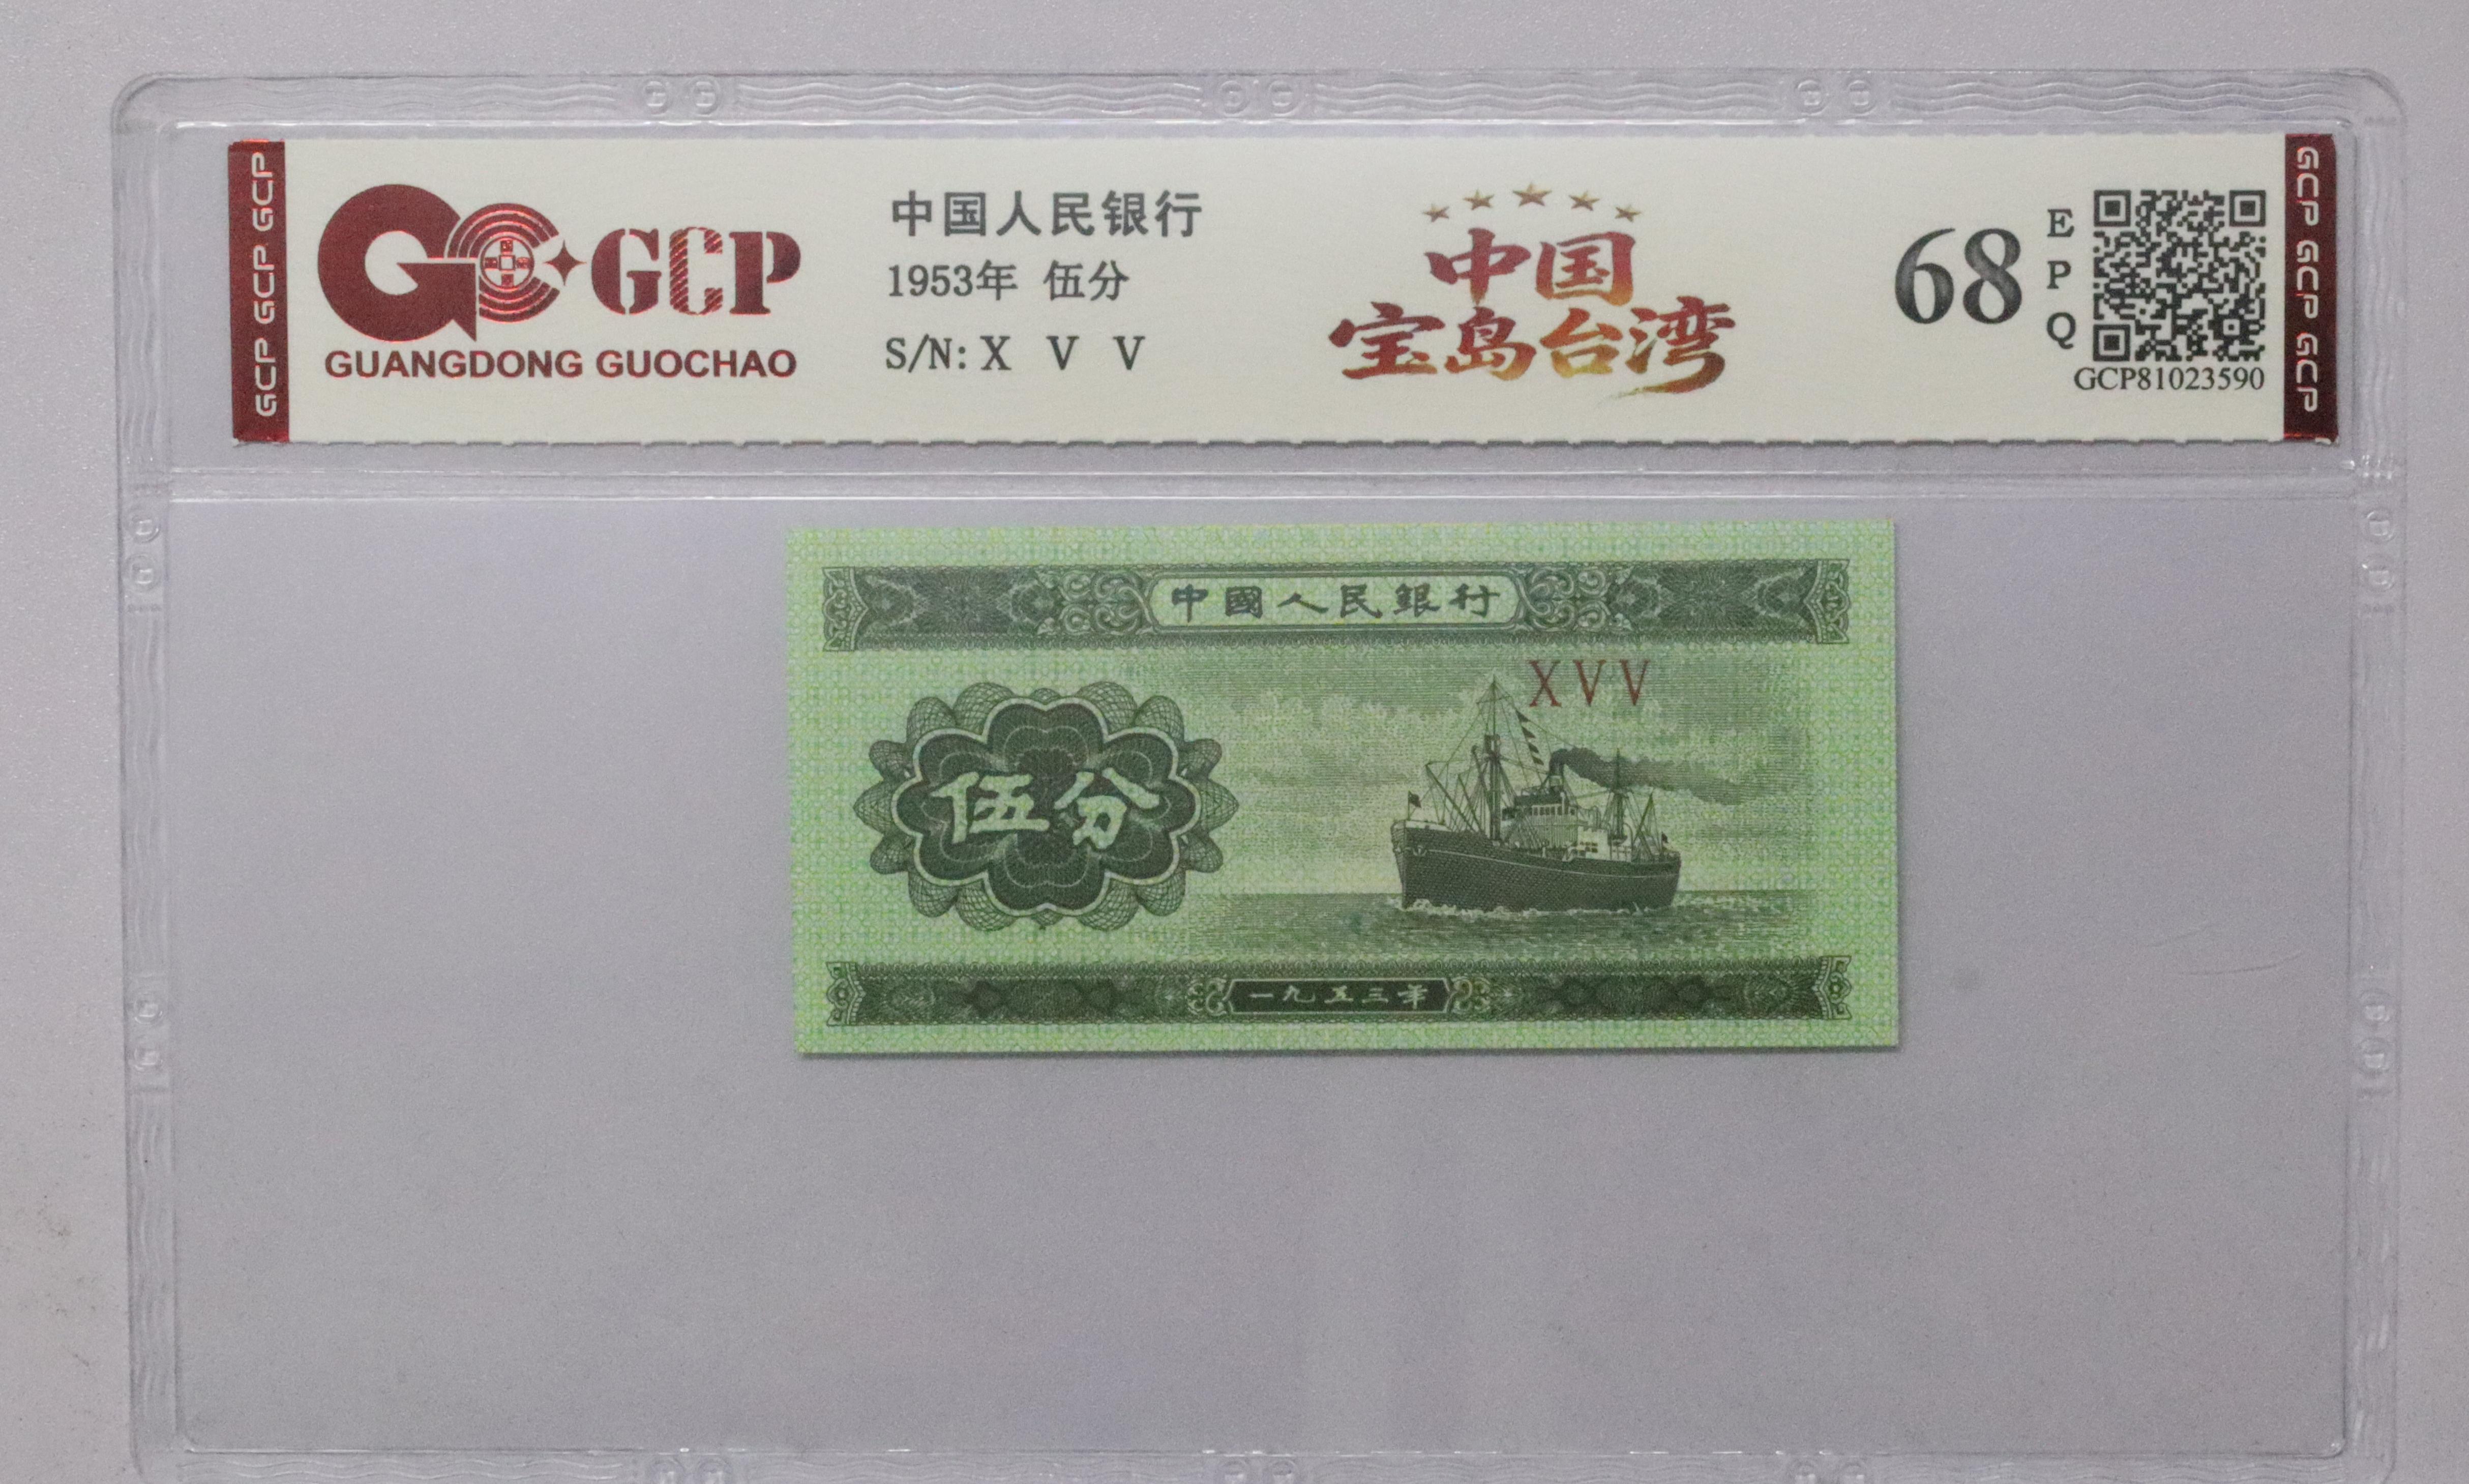 GCP GCP GCP
GCP
GUANGDONG GUOCHAO
中国人民银行
1953年 伍分
S/N: X V V
中国
宝岛台湾
68
E
P
Q
GCP81023590
GCP GCP GCP
中國人民銀行
X V V
伍分
一九五三年